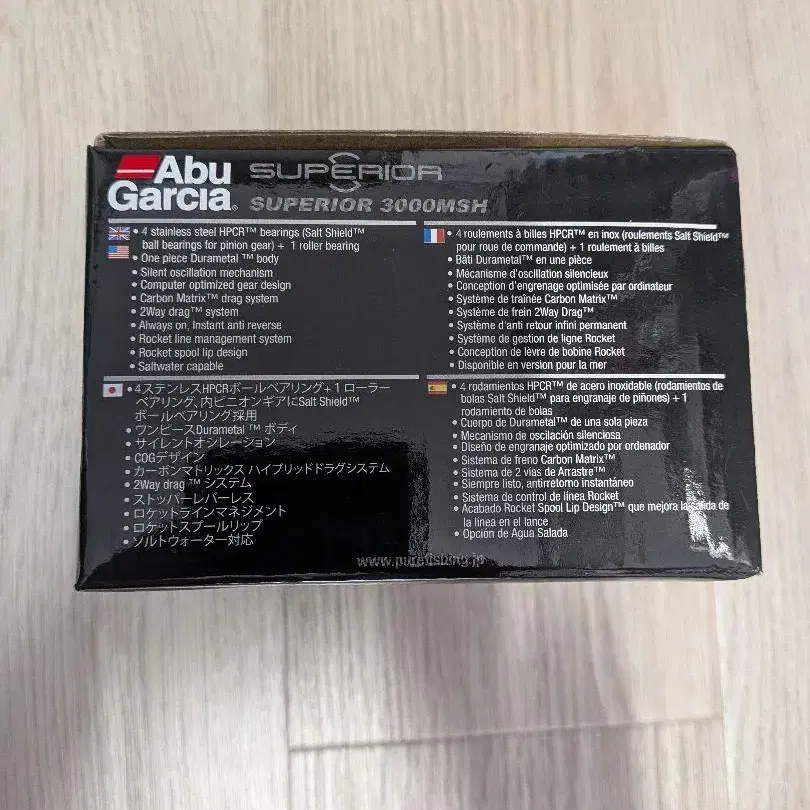 Abu
Garcia®
SUPERIOR
SUPERIOR 3000MSH
• 4 stainless steel HPCR™ bearings (Salt Shield™
ball bearings for pinion gear) + 1 roller bearing
• One piece Durametal ™ body
• Silent oscillation mechanism
• Computer optimized gear design
• Carbon Matrix™ drag system
• 2Way drag™ system
• Always on, Instant anti reverse
• Rocket line management system
• Rocket spool lip design
• Saltwater capable
• 4 roulements à billes HPCR™ en inox (roulements Salt Shield™
pour roue de commande) + 1 roulement à billes
• Bâti Durametal™ en une pièce
• Mécanisme d'oscillation silencieux
• Conception d'engrenage optimisée par ordinateur
• Système de traînée Carbon Matrix™
• Système de frein 2Way Drag™
• Système d'anti retour infini permanent
• Système de gestion de ligne Rocket
• Conception de lèvre de bobine Rocket
• Disponible en version pour la mer
• 4ステンレスHPCRボールベアリング+1 ローラー
ベアリング、内ピニオンギアにSalt Shield™
ボールベアリング採用
• ワンピースDurametal ™ ボディ
• サイレントオシレーション
• COGデザイン
• カーボンマトリックス ハイブリッドドラグシステム
• 2Way drag ™ システム
• ストッパーレバーレス
• ロケットラインマネジメント
• ロケットスプールリップ
• ソルトウォーター対応
• 4 rodamientos HPCR™ de acero inoxidable (rodamientos de
bolas Salt Shield™ para engranaje de piñones) + 1
rodamiento de bolas
• Cuerpo de Durametal™ de una sola pieza
• Mecanismo de oscilación silenciosa
• Diseño de engranaje optimizado por ordenador
• Sistema de freno Carbon Matrix™
• Sistema de 2 vías de Arrastre™
• Siempre listo, antirretorno instantáneo
• Sistema de control de línea Rocket
• Acabado Rocket Spool Lip Design™ que mejora la salida de
la linea en el lance
• Opción de Agua Salada
www.purefishing.jp